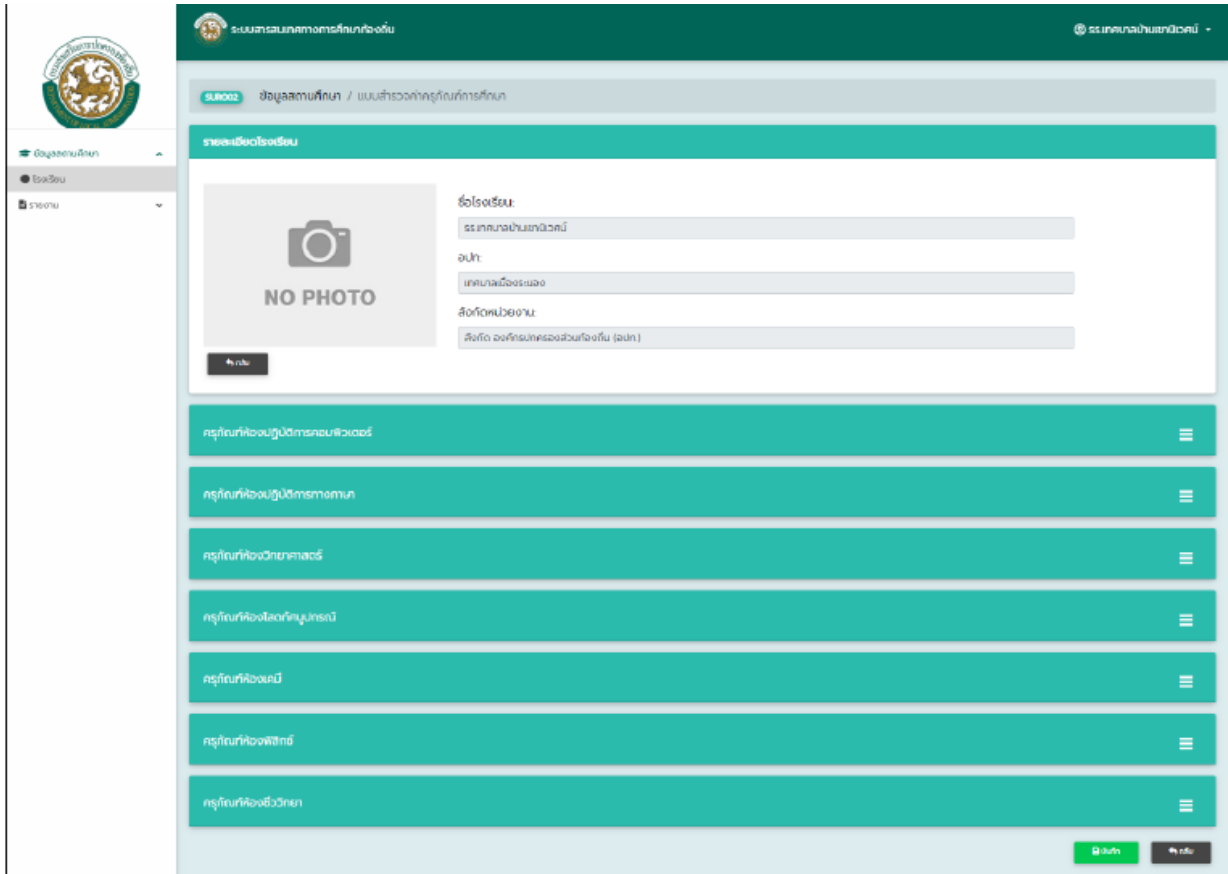 ระบบสารสนเทศทางการศึกษาท้องถิ่น
รร.เทศบาลบ้านเขานิเวศน์
SUR002 ข้อมูลสถานศึกษา / แบบสำรวจค่าครุภัณฑ์การศึกษา
ข้อมูลสถานศึกษา
โรงเรียน
รายงาน
รายละเอียดโรงเรียน
NO PHOTO
กลับ
ชื่อโรงเรียน:
รร.เทศบาลบ้านเขานิเวศน์
อปท:
เทศบาลเมืองระนอง
สังกัดหน่วยงาน:
สังกัด องค์กรปกครองส่วนท้องถิ่น (อปท.)
ครุภัณฑ์ห้องปฏิบัติการคอมพิวเตอร์
ครุภัณฑ์ห้องปฏิบัติการทางภาษา
ครุภัณฑ์ห้องวิทยาศาสตร์
ครุภัณฑ์ห้องโสตทัศนูปกรณ์
ครุภัณฑ์ห้องเคมี
ครุภัณฑ์ห้องฟิสิกซ์
ครุภัณฑ์ห้องชีววิทยา
บันทึก
กลับ